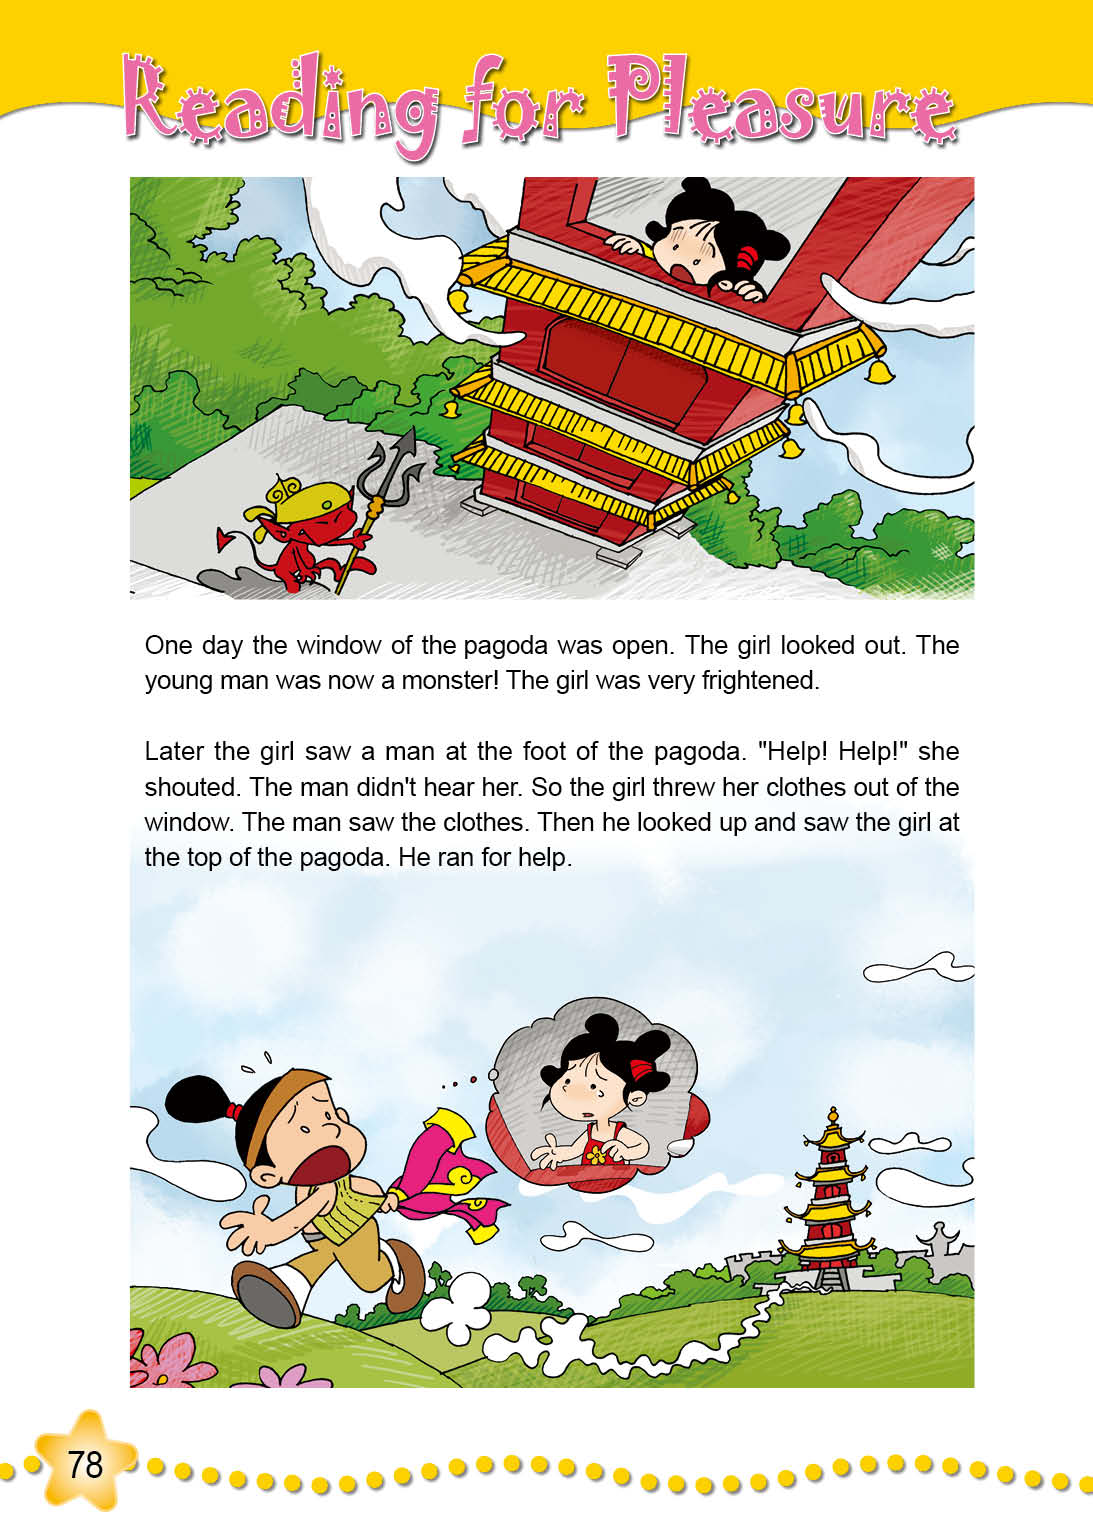 Reading for Pleasure
One day the window of the pagoda was open. The girl looked out. The
young man was now a monster! The girl was very frightened.
Later the girl saw a man at the foot of the pagoda. "Help! Help!" she
shouted. The man didn't hear her. So the girl threw her clothes out of the
window. The man saw the clothes. Then he looked up and saw the girl at
the top of the pagoda. He ran for help.
78